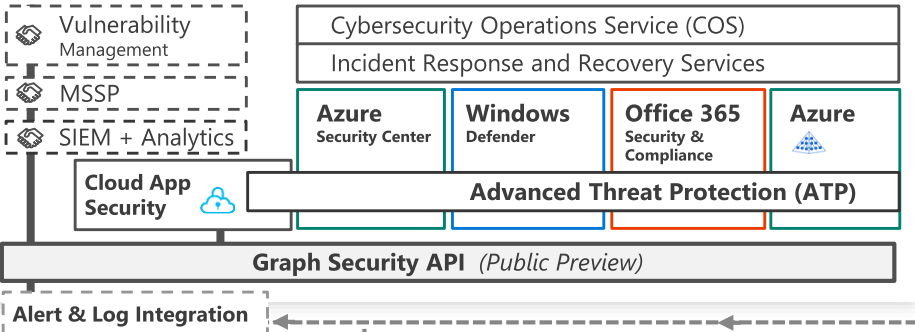 Vulnerability
Management
MSSP
SIEM + Analytics
Cybersecurity Operations Service (COS)
Incident Response and Recovery Services
Azure
Security Center
Windows
Defender
Office 365
Security &
Compliance
Azure
Cloud App
Security
Advanced Threat Protection (ATP)
Graph Security API (Public Preview)
Alert & Log Integration